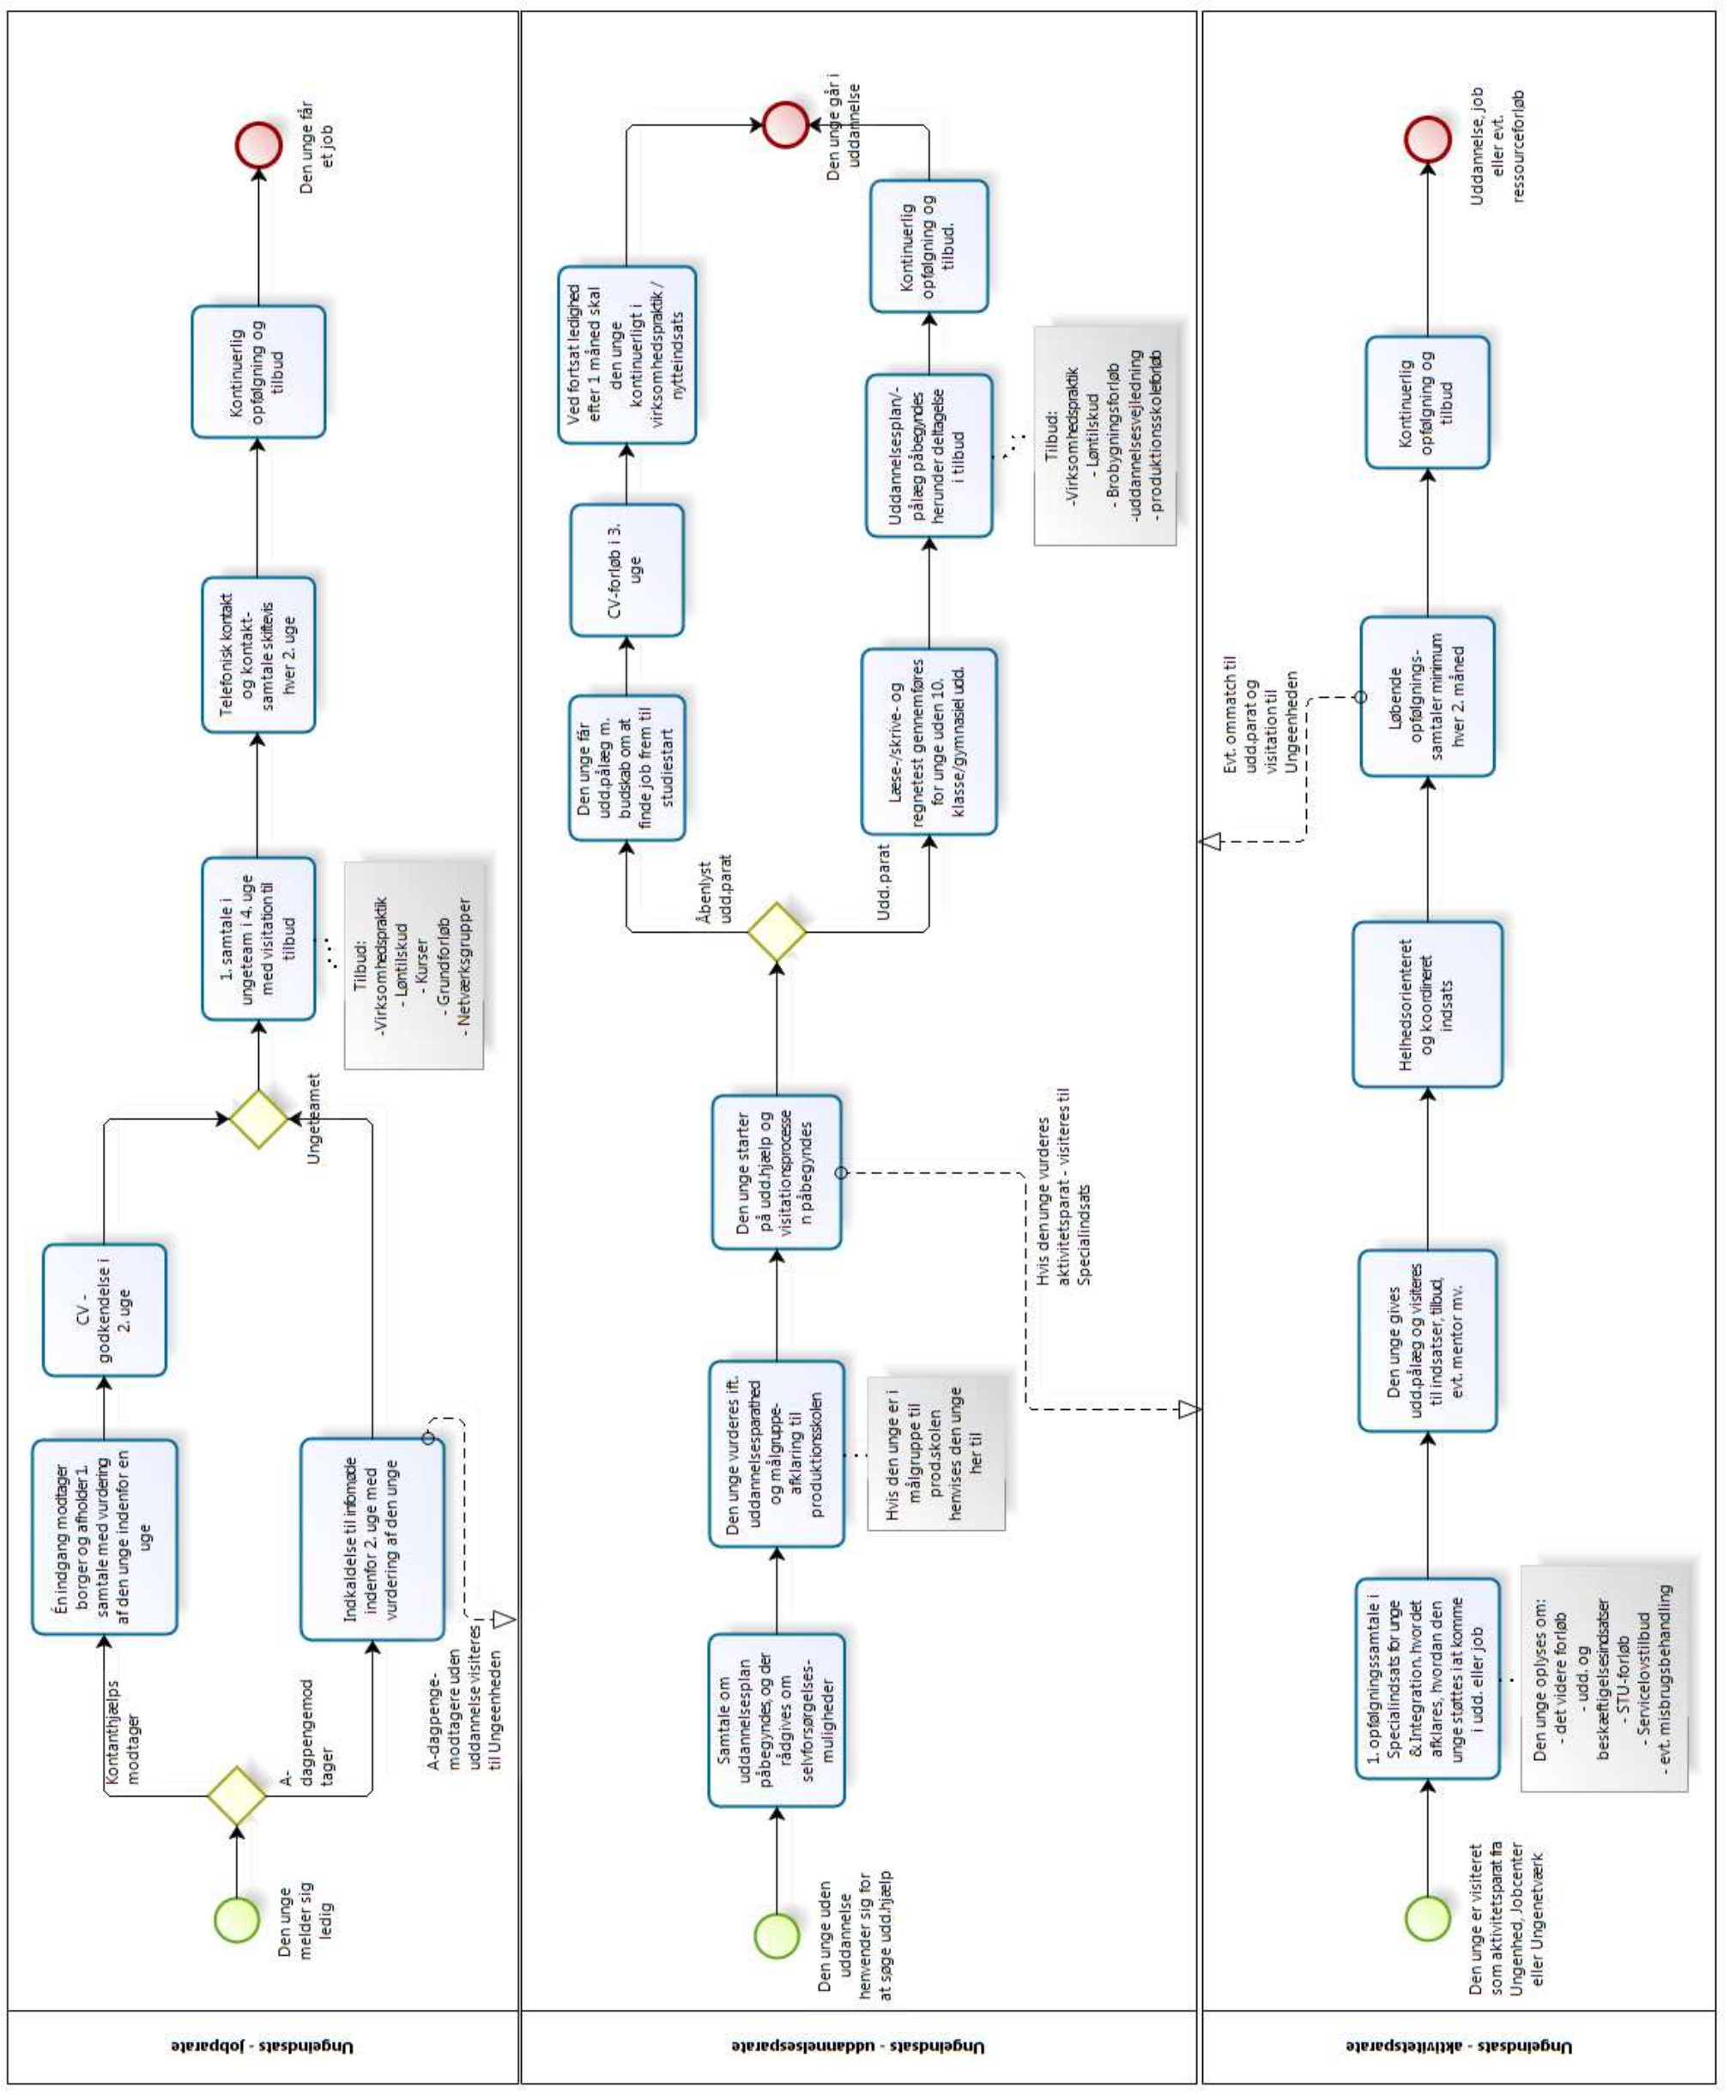 Ungeindsats - jobparate
Den unge
melder sig
ledig
Kontanthjælps
modtager
A-
dagpengemod
tager
Én indgang modtager
borger og afholder 1.
samtale med vurdering
af den unge indenfor en
uge
CV -
godkendelse i
2. uge
Indkaldelse til infomøde
indenfor 2. uge med
vurdering af den unge
A-dagpenge-
modtagere uden
uddannelse visiteres
til Ungeenheden
Ungeteamet
1. samtale i
ungeteam i 4. uge
med visitation til
tilbud
Tilbud:
-Virksomhedspraktik
- Løntilskud
- Kurser
- Grundforløb
- Netværksgrupper
Telefonisk kontakt
og kontakt-
samtale skiftevis
hver 2. uge
Kontinuerlig
opfølgning og
tilbud
Den unge får
et job
Ungeindsats - uddannelsesparate
Den unge uden
uddannelse
henvender sig for
at søge udd.hjælp
Samtale om
uddannelsesplan
påbegyndes, og der
rådgives om
selvforsørgelses-
muligheder
Den unge vurderes ift.
uddannelsesparathed
og målgruppe-
afklaring til
produktionsskolen
Hvis den unge er i
målgruppe til
prod.skolen
henvises den unge
her til
Den unge starter
på udd.hjælp og
visitationsprocesse
n påbegyndes
Hvis den unge vurderes
aktivitetsparat - visiteres til
Specialindsats
Åbenlyst
udd.parat
Udd.parat
Den unge får
udd.pålæg m.
budskab om at
finde job frem til
studiestart
CV-forløb i 3.
uge
Ved fortsat ledighed
efter 1 måned skal
den unge
kontinuerligt i
virksomhedspraktik /
nytteindsats
Læse-/skrive- og
regnetest gennemføres
for unge uden 10.
klasse/gymnasiel udd.
Uddannelsesplan/-
pålæg påbegyndes
herunder deltagelse
i tilbud
Tilbud:
-Virksomhedspraktik
- Løntilskud
- Brobygningsforløb
-uddannelsesvejledning
- produktionsskoleforløb
Kontinuerlig
opfølgning og
tilbud.
Den unge går i
uddannelse
Ungeindsats - aktivitetsparate
Den unge er visiteret
som aktivitetsparat fra
Ungenhed, Jobcenter
eller Ungenetværk
1. opfølgningssamtale i
Specialindsats for unge
& Integration. hvor det
afklares, hvordan den
unge støttes i at komme
i udd. eller job
Den unge oplyses om:
- det videre forløb
- udd. og
beskæftigelsesindsatser
- STU-forløb
- Servicelovstilbud
- evt. misbrugsbehandling
Den unge gives
udd.pålæg og visiteres
til indsatser, tilbud,
evt. mentor mv.
Helhedsorienteret
og koordineret
indsats
Løbende
opfølgnings-
samtaler minimum
hver 2. måned
Evt. ommatch til
udd.parat og
visitation til
Ungeenheden
Kontinuerlig
opfølgning og
tilbud
Uddannelse, job
eller evt.
ressourceforløb